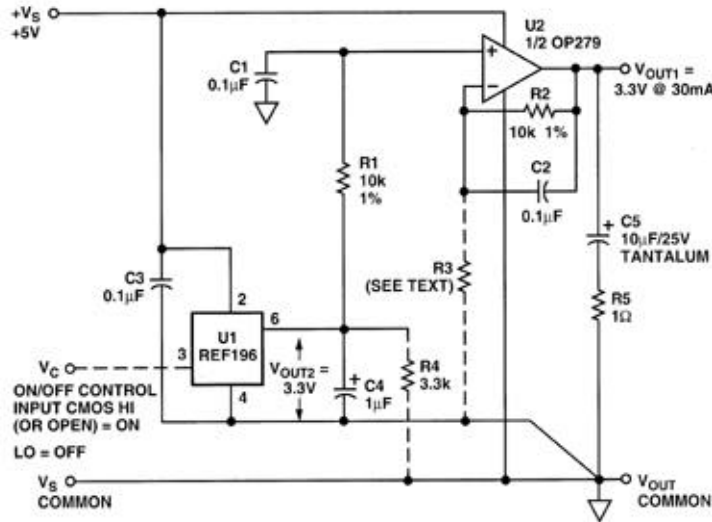 +VS
+5V
U2
1/2 OP279
+
−
C1
0.1µF
VOUT1 =
3.3V @ 30mA
R2
10k 1%
R1
10k
1%
C2
0.1µF
+
C5
10µF/25V
TANTALUM
C3
0.1µF
R3
(SEE TEXT)
2
R5
1Ω
6
U1
REF196
VC
3
VOUT2 =
3.3V
+
C4
1µF
R4
3.3k
4
ON/OFF CONTROL
INPUT CMOS HI
(OR OPEN) = ON
LO = OFF
VS
COMMON
VOUT
COMMON